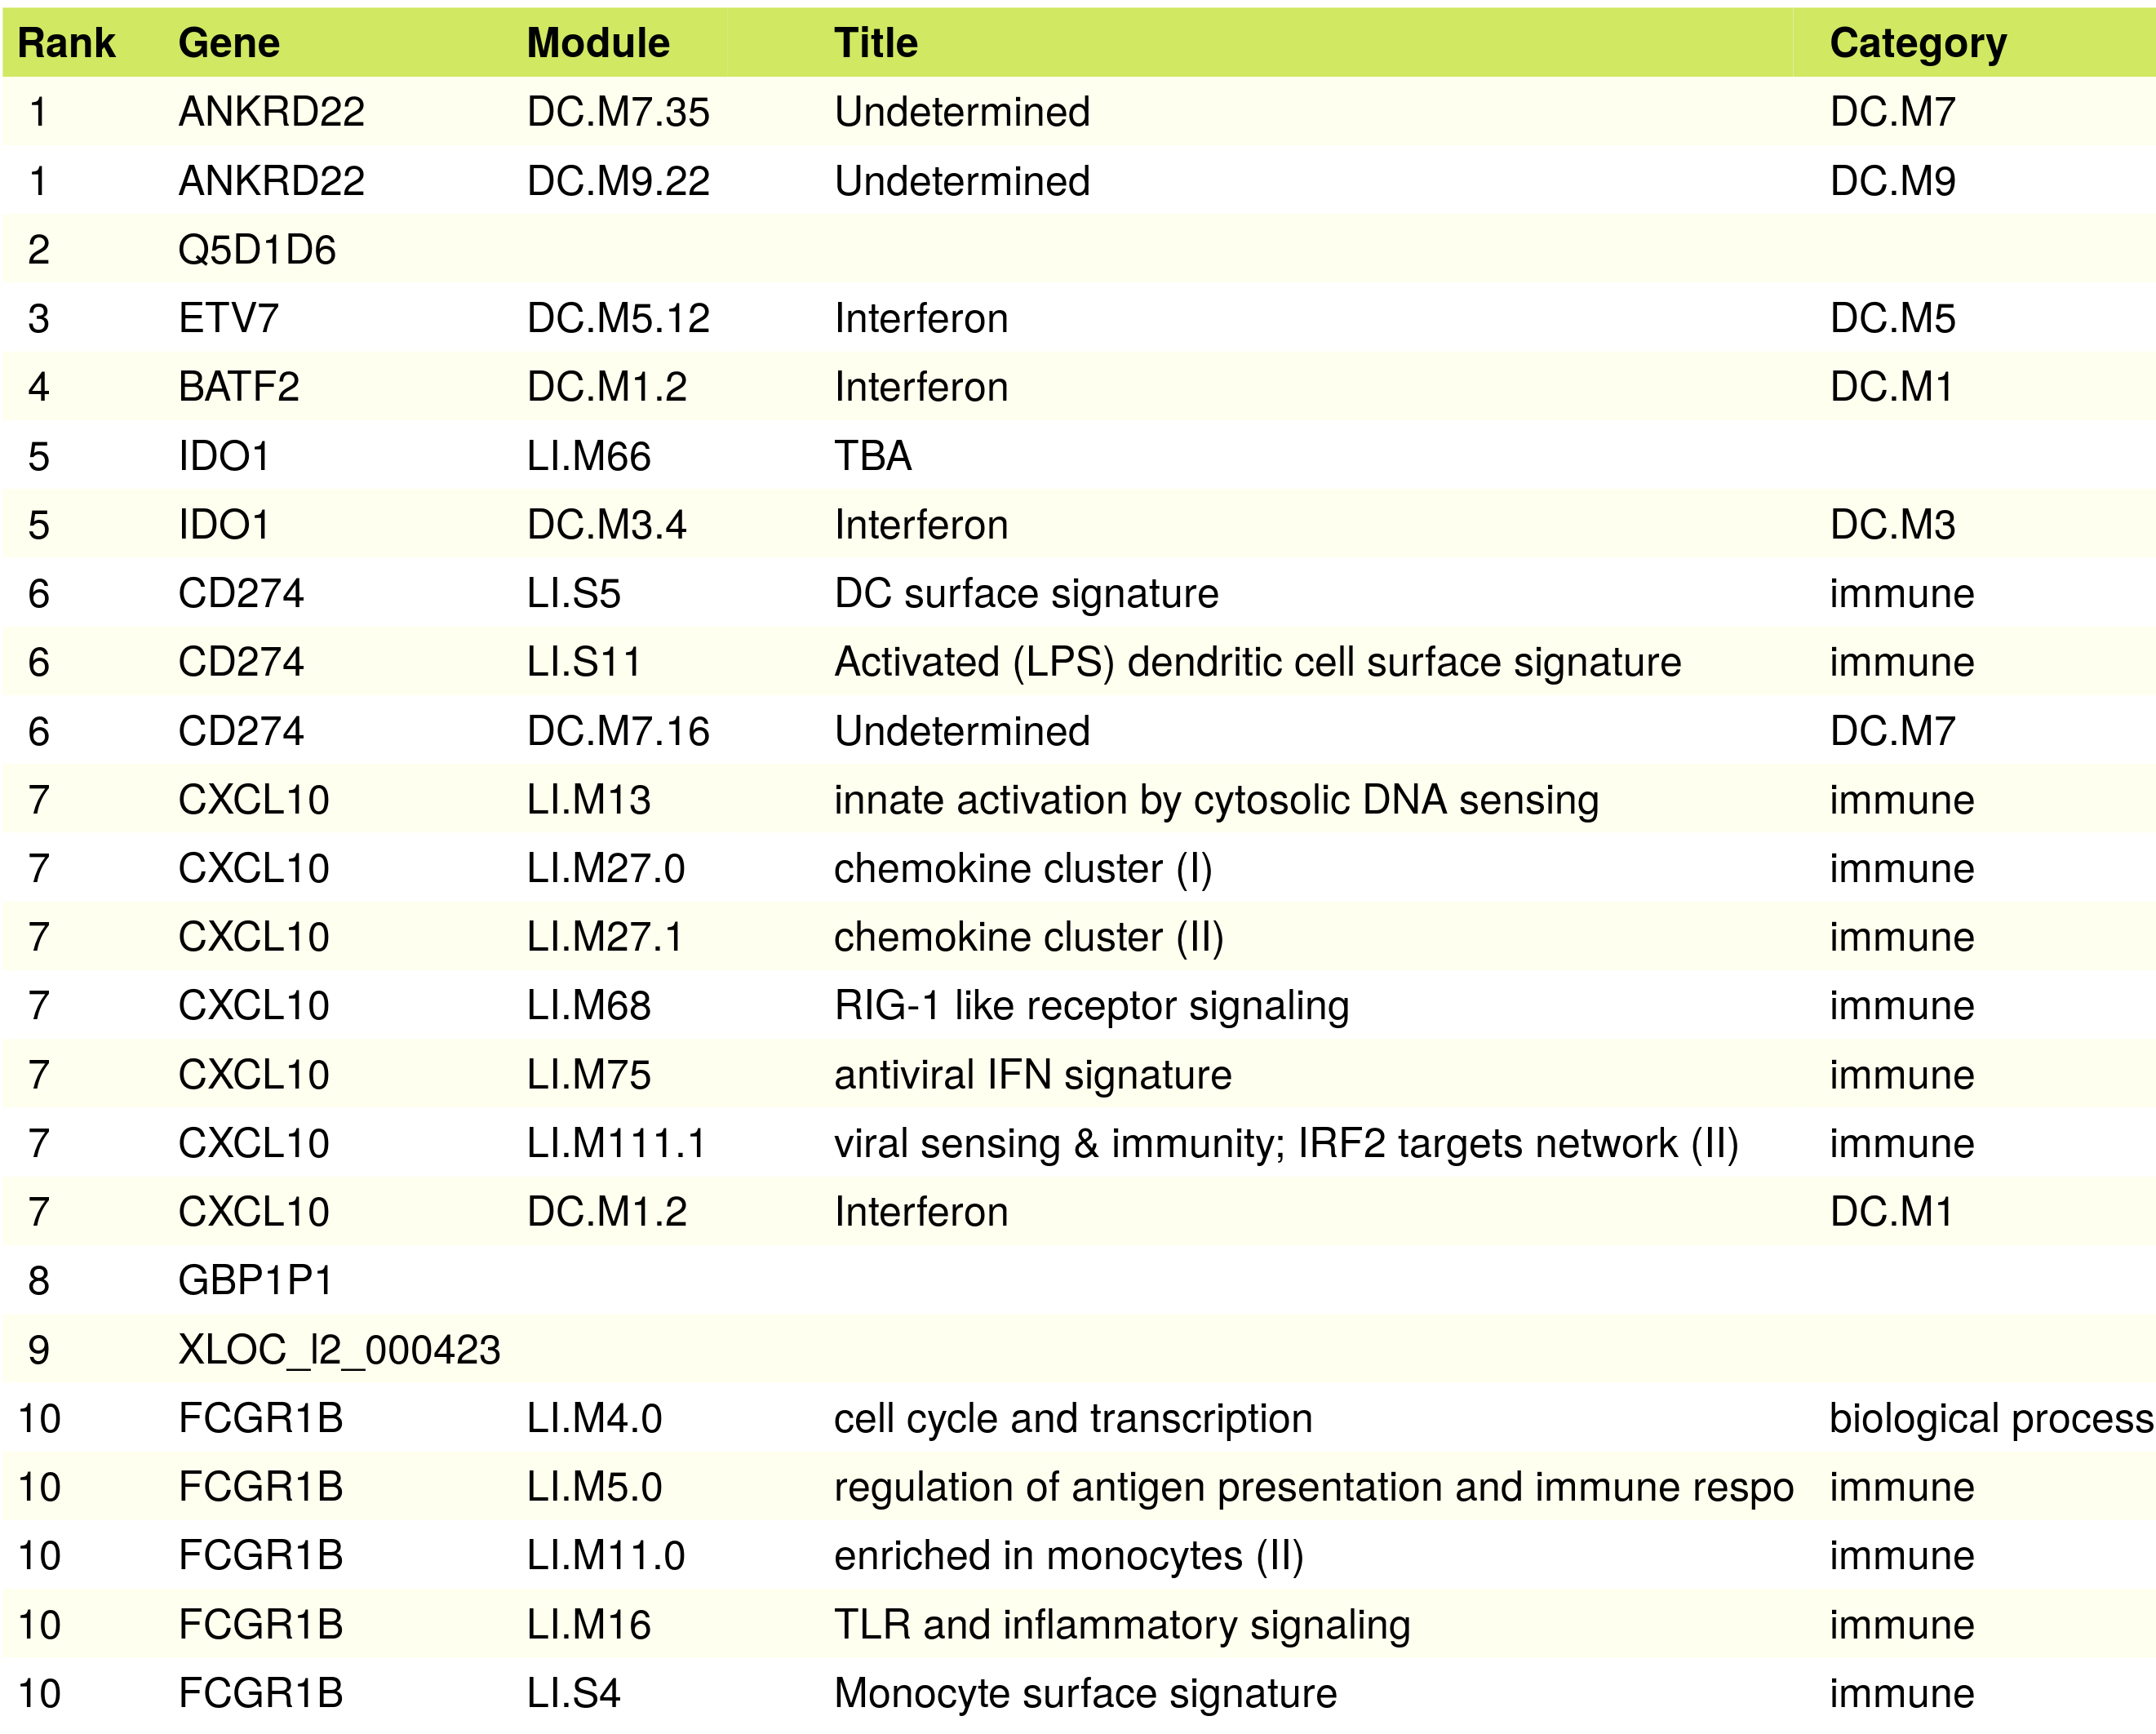 Rank Gene Module Title Category
1 ANKRD22 DC.M7.35 Undetermined DC.M7
1 ANKRD22 DC.M9.22 Undetermined DC.M9
2 Q5D1D6
3 ETV7 DC.M5.12 Interferon DC.M5
4 BATF2 DC.M1.2 Interferon DC.M1
5 IDO1 LI.M66 TBA
5 IDO1 DC.M3.4 Interferon DC.M3
6 CD274 LI.S5 DC surface signature immune
6 CD274 LI.S11 Activated (LPS) dendritic cell surface signature immune
6 CD274 DC.M7.16 Undetermined DC.M7
7 CXCL10 LI.M13 innate activation by cytosolic DNA sensing immune
7 CXCL10 LI.M27.0 chemokine cluster (I) immune
7 CXCL10 LI.M27.1 chemokine cluster (II) immune
7 CXCL10 LI.M68 RIG-1 like receptor signaling immune
7 CXCL10 LI.M75 antiviral IFN signature immune
7 CXCL10 LI.M111.1 viral sensing & immunity; IRF2 targets network (II) immune
7 CXCL10 DC.M1.2 Interferon DC.M1
8 GBP1P1
9 XLOC_l2_000423
10 FCGR1B LI.M4.0 cell cycle and transcription biological process
10 FCGR1B LI.M5.0 regulation of antigen presentation and immune respo immune
10 FCGR1B LI.M11.0 enriched in monocytes (II) immune
10 FCGR1B LI.M16 TLR and inflammatory signaling immune
10 FCGR1B LI.S4 Monocyte surface signature immune